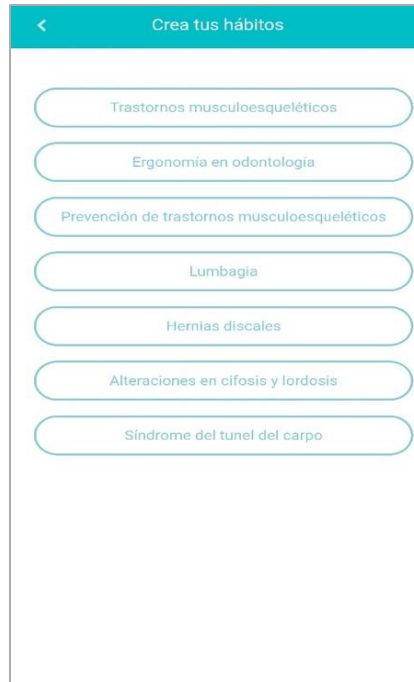 Crea tus hábitos
Trastornos musculoesqueléticos
Ergonomía en odontología
Prevención de trastornos musculoesqueléticos
Lumbagia
Hernias discales
Alteraciones en cifosis y lordosis
Síndrome del tunel del carpo